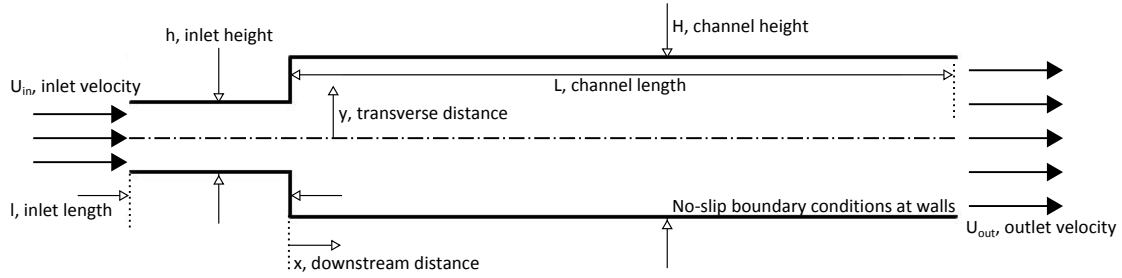 H, channel height
h, inlet height
U_in, inlet velocity
L, channel length
y, transverse distance
l, inlet length
No-slip boundary conditions at walls
U_out, outlet velocity
x, downstream distance